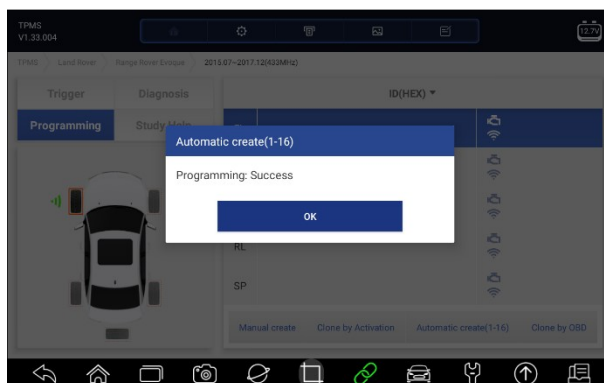 TPMS
V1.33.004
12.7V
TPMS Land Rover Range Rover Evoque 2015.07~2017.12(433MHz)
Trigger Diagnosis ID(HEX)
Programming Study Help
Automatic create(1-16)
Programming: Success
OK
RL
SP
Manual create Clone by Activation Automatic create(1-16) Clone by OBD